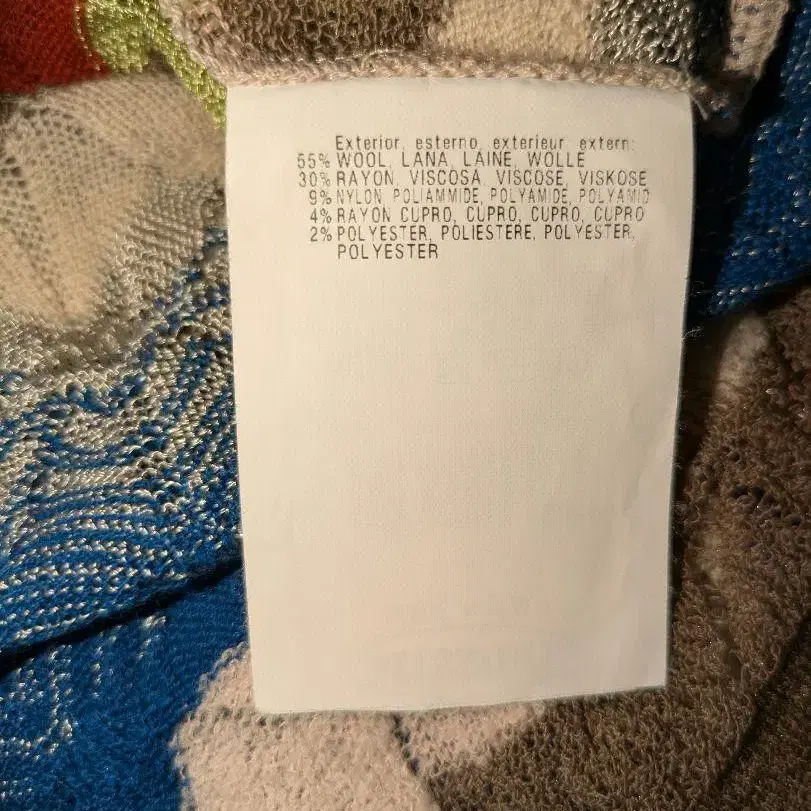 Exterior, esterno, exterieur, extern:
55% WOOL, LANA, LAINE, WOLLE
30% RAYON, VISCOSA, VISCOSE, VISKOSE
9% NYLON, POLIAMMIDE, POLYAMIDE, POLYAMID
4% RAYON CUPRO, CUPRO, CUPRO, CUPRO
2% POLYESTER, POLIESTERE, POLYESTER,
POLYESTER